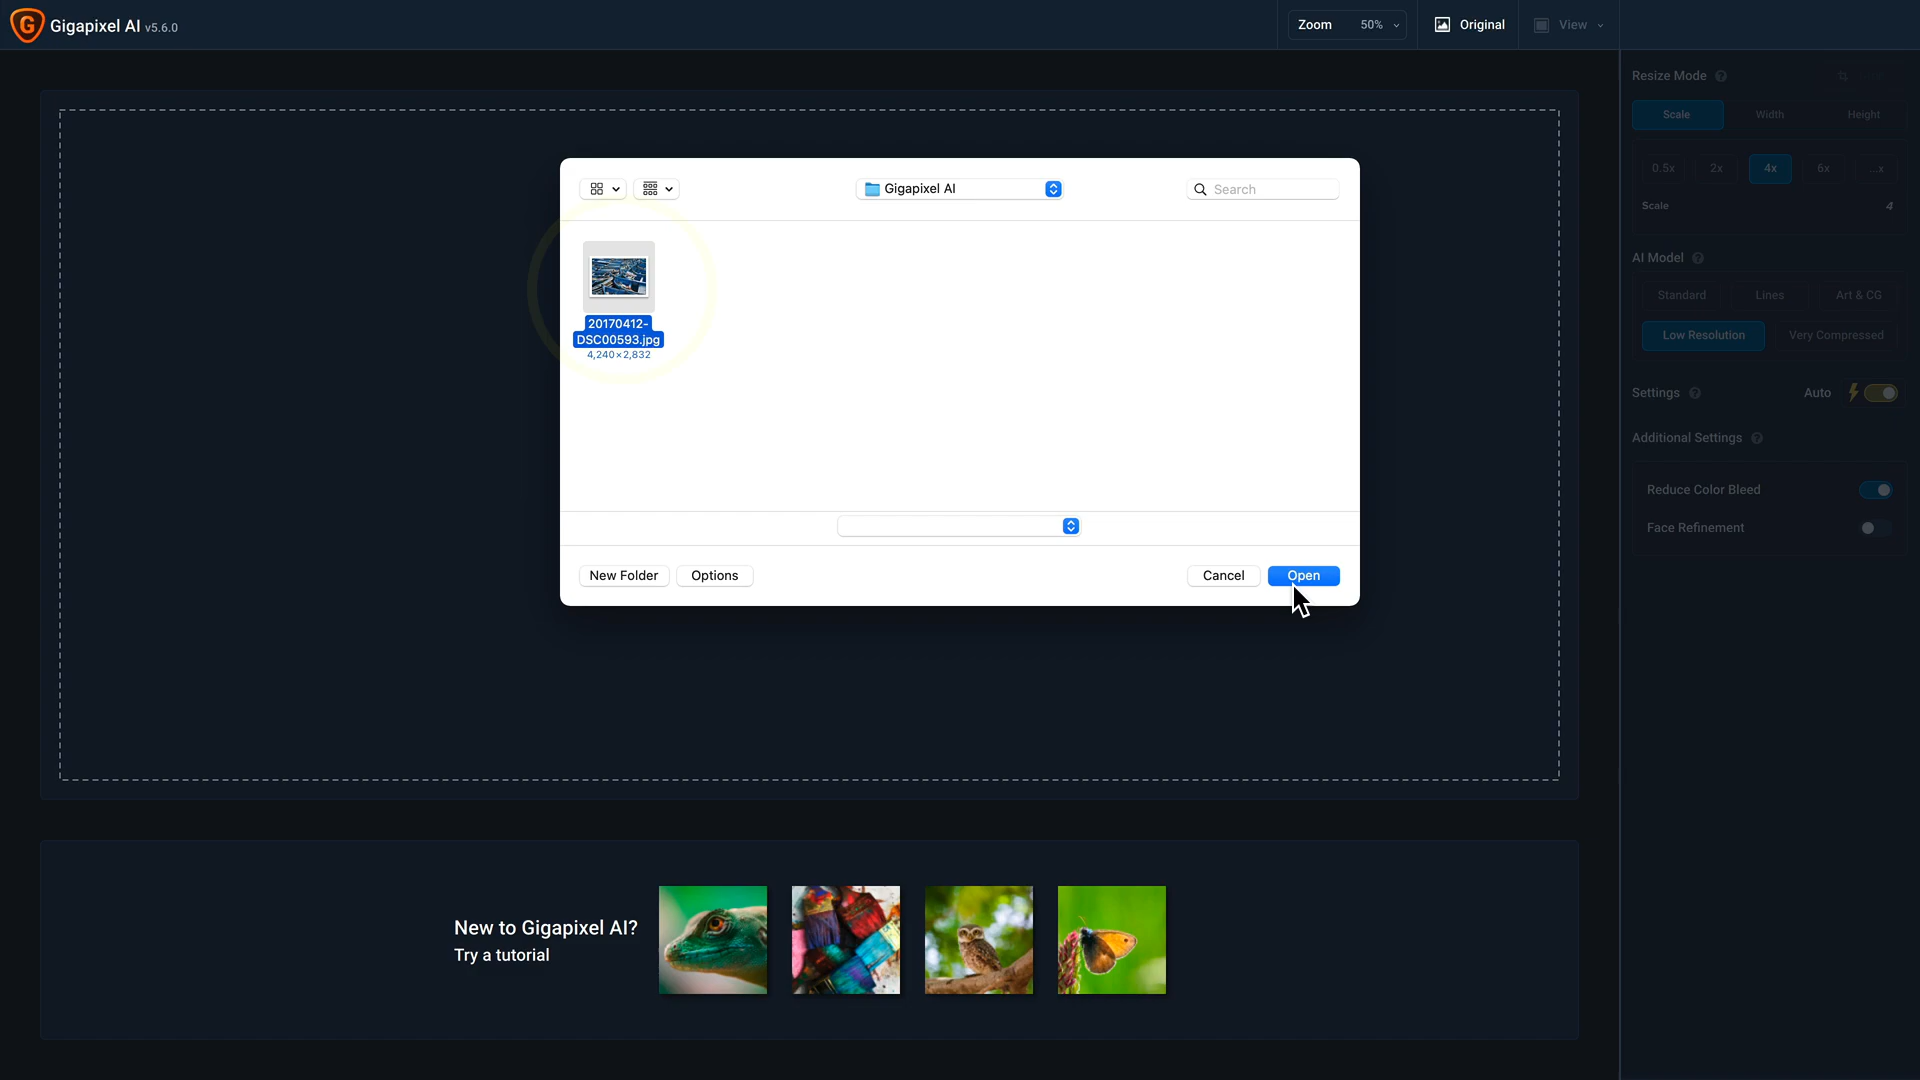 Gigapixel AI v5.6.0
Zoom 50% Original View
Resize Mode
Scale Width Height
0.5x 2x 4x 6x ...x
Scale 4
AI Model
Standard Lines Art & CG
Low Resolution Very Compressed
Settings Auto
Additional Settings
Reduce Color Bleed
Face Refinement
Gigapixel AI
Search
20170412-
DSC00593.jpg
4,240×2,832
New Folder Options Cancel Open
New to Gigapixel AI?
Try a tutorial